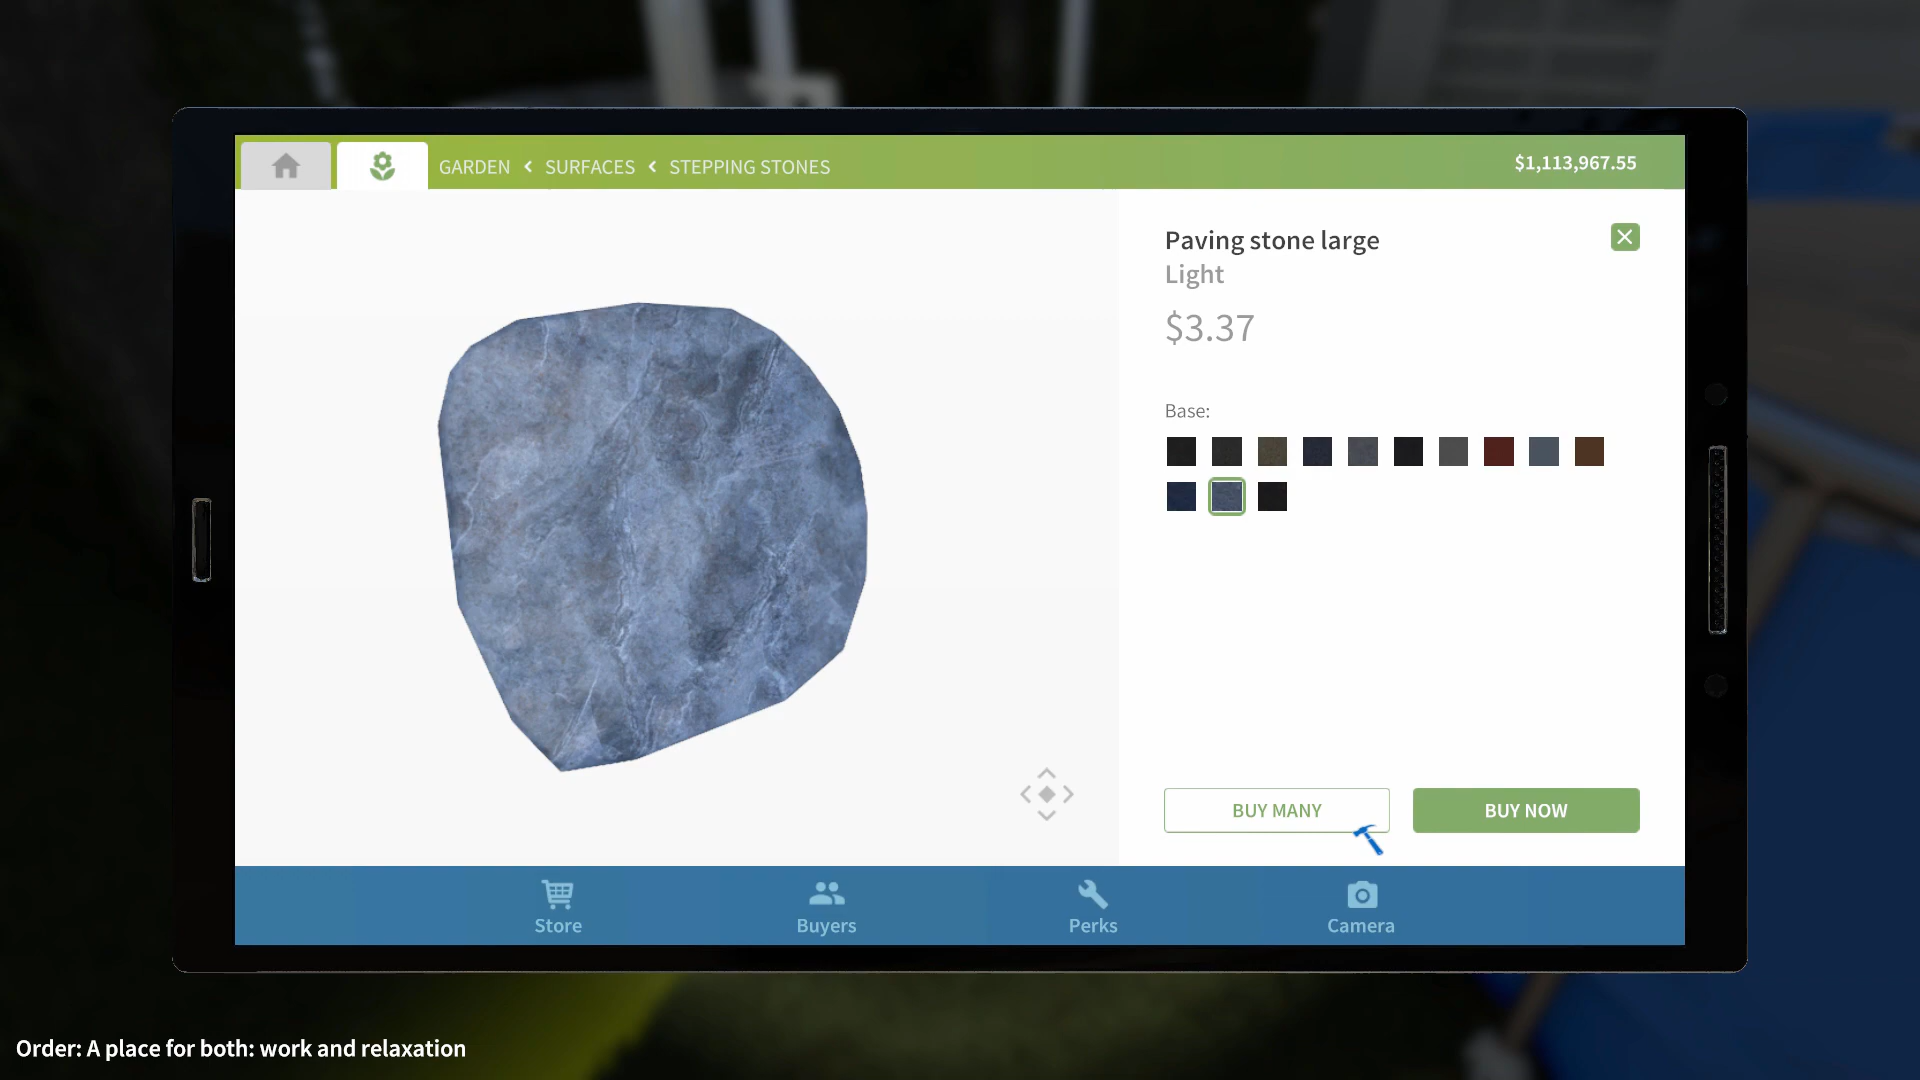 GARDEN < SURFACES < STEPPING STONES
$1,113,967.55
Paving stone large
Light
$3.37
Base:
BUY MANY
BUY NOW
Store
Buyers
Perks
Camera
Order: A place for both: work and relaxation